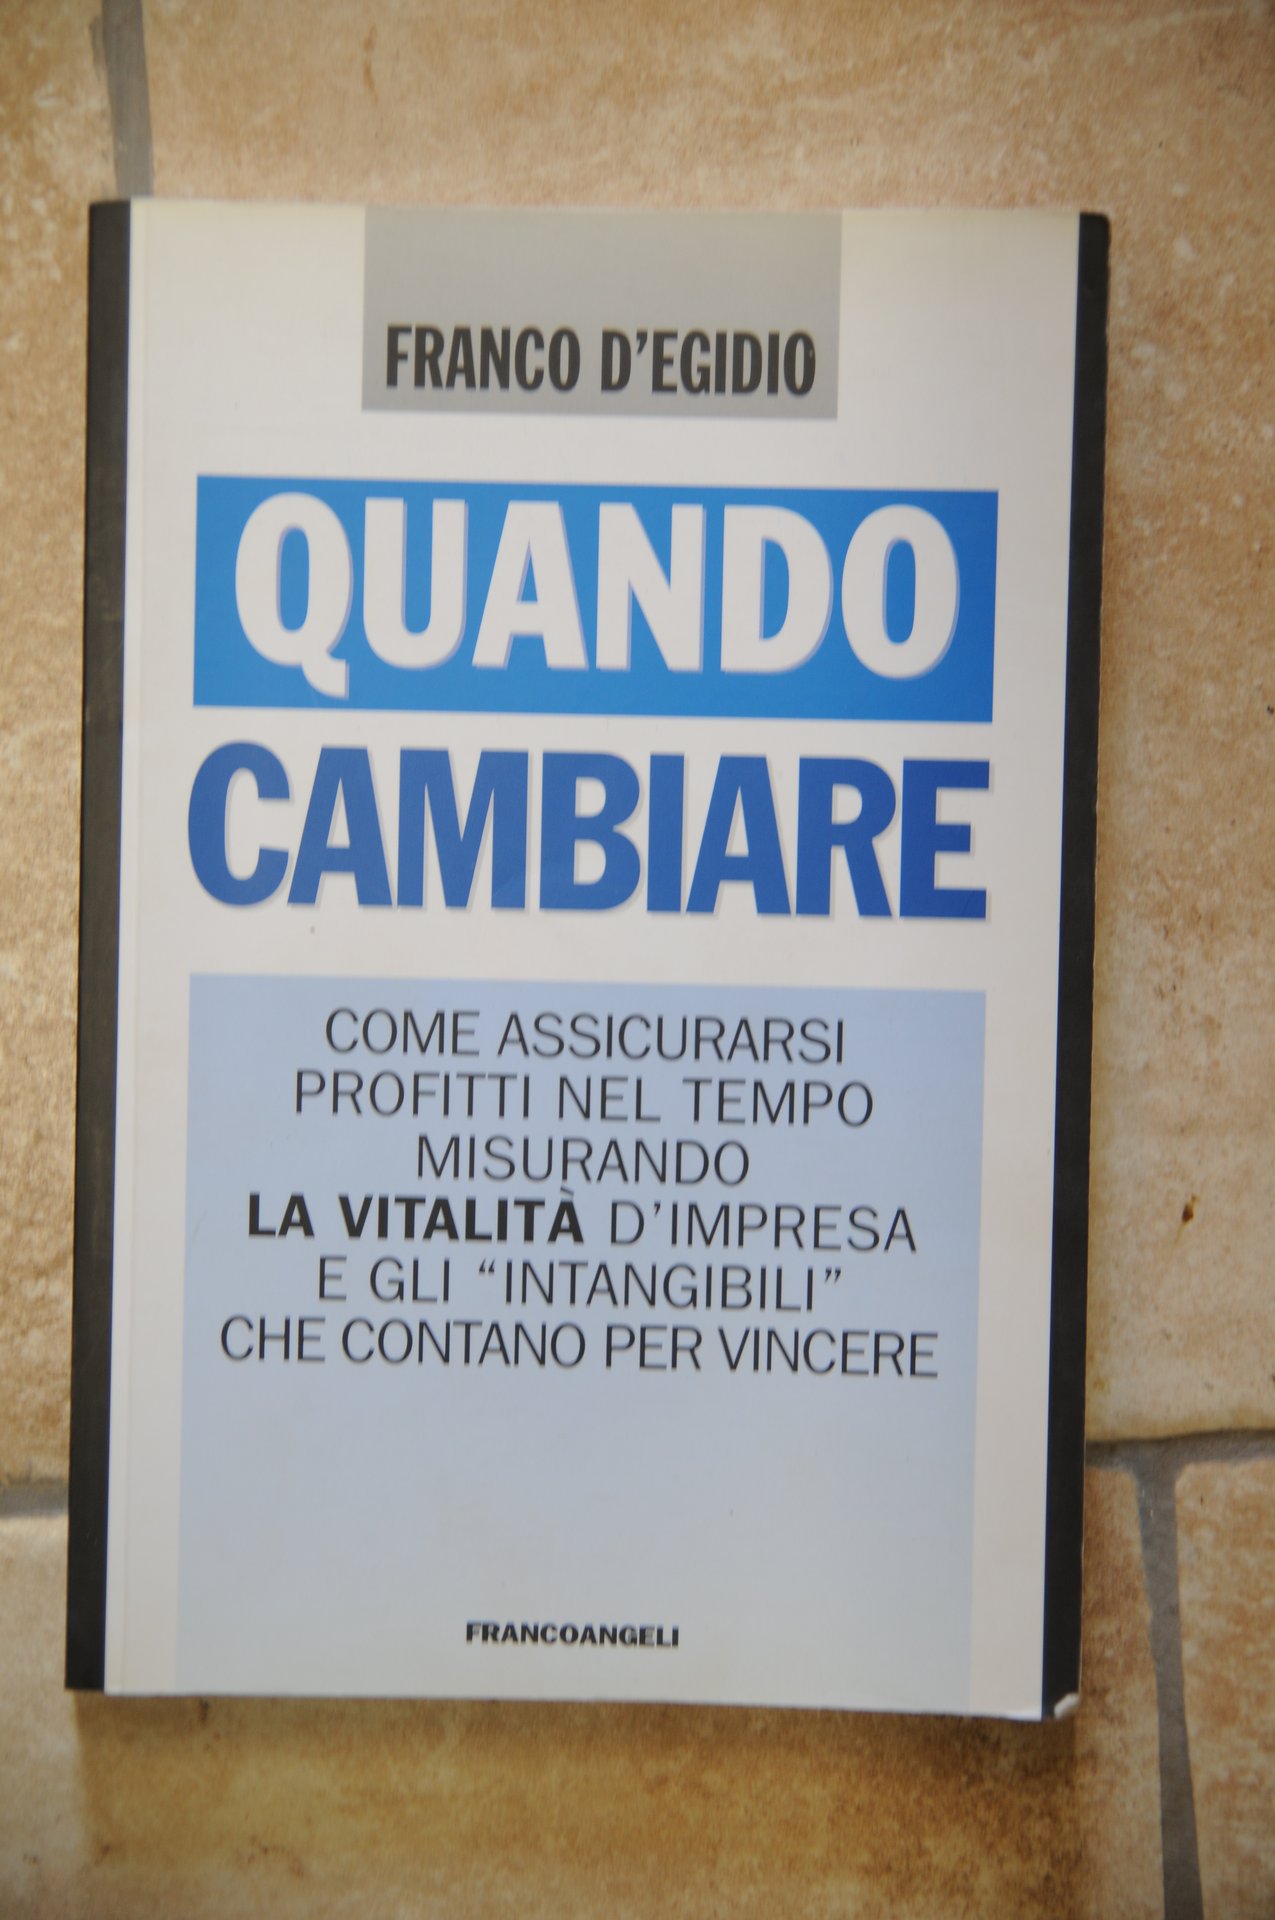 FRANCO D'EGIDIO
QUANDO
CAMBIARE
COME ASSICURARSI
PROFITTI NEL TEMPO
MISURANDO
LA VITALITÀ D'IMPRESA
E GLI “INTANGIBILI”
CHE CONTANO PER VINCERE
FRANCOANGELI